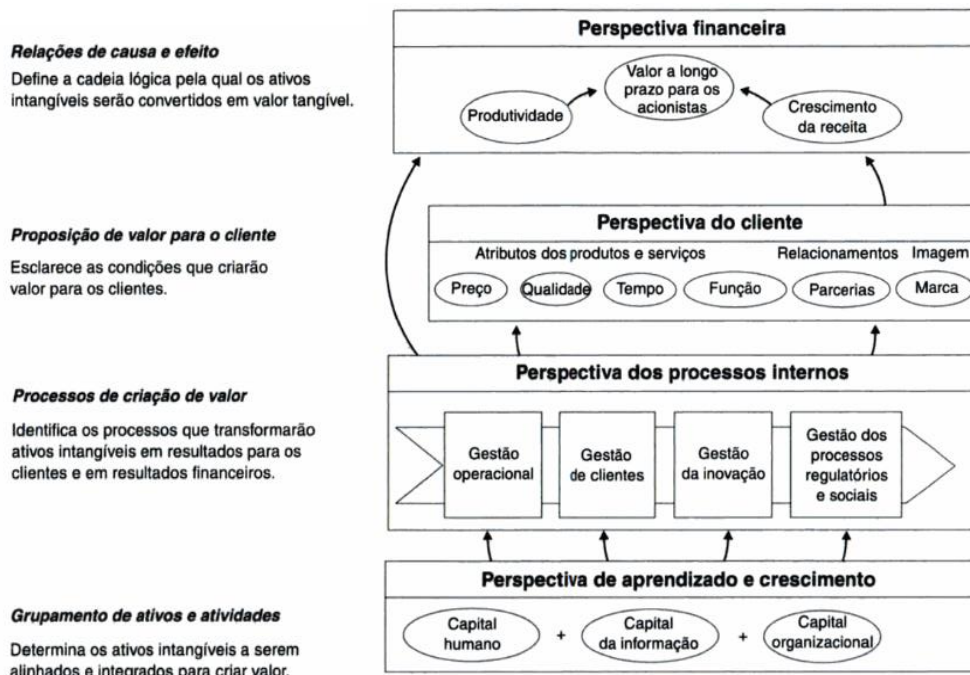 Perspectiva financeira
Relações de causa e efeito
Define a cadeia lógica pela qual os ativos
intangíveis serão convertidos em valor tangível.
Produtividade
Valor a longo
prazo para os
acionistas
Crescimento
da receita
Perspectiva do cliente
Proposição de valor para o cliente
Esclarece as condições que criarão
valor para os clientes.
Atributos dos produtos e serviços
Relacionamentos
Imagem
Preço
Qualidade
Tempo
Função
Parcerias
Marca
Perspectiva dos processos internos
Processos de criação de valor
Identifica os processos que transformarão
ativos intangíveis em resultados para os
clientes e em resultados financeiros.
Gestão
operacional
Gestão
de clientes
Gestão
da inovação
Gestão dos
processos
regulatórios
e sociais
Perspectiva de aprendizado e crescimento
Grupamento de ativos e atividades
Determina os ativos intangíveis a serem
alinhados e integrados para criar valor.
Capital
humano
+
Capital
da informação
+
Capital
organizacional